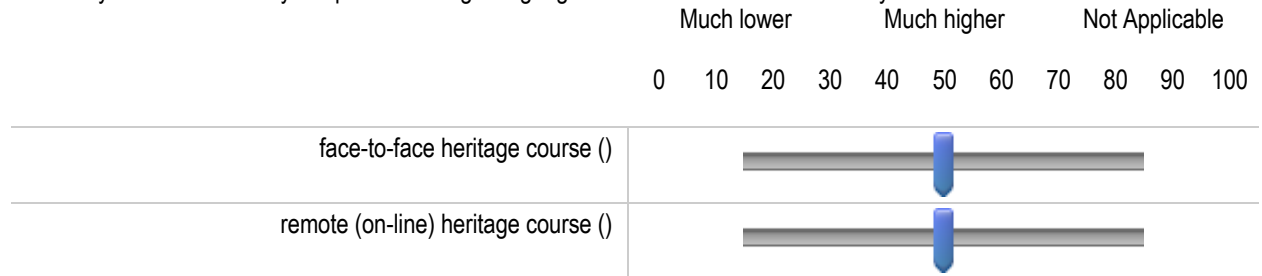 Much lower Much higher Not Applicable
0 10 20 30 40 50 60 70 80 90 100
face-to-face heritage course ()
remote (on-line) heritage course ()